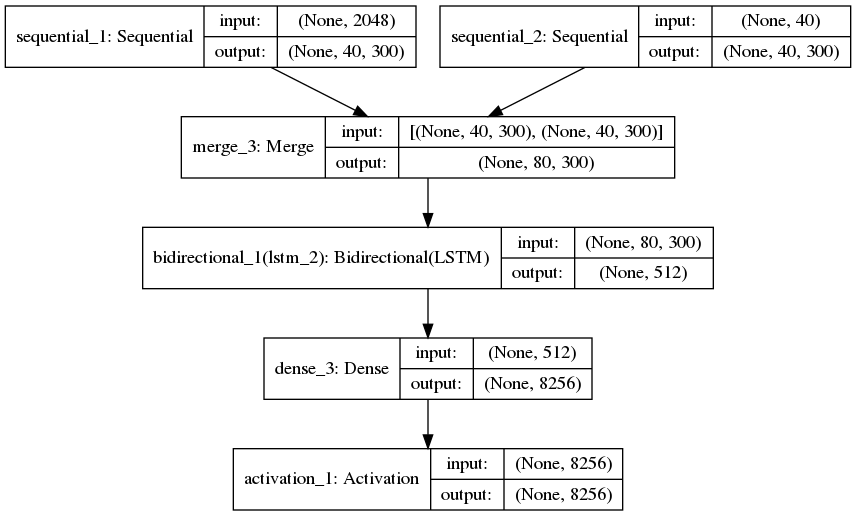 sequential_1: Sequential
input:
(None, 2048)
output:
(None, 40, 300)
sequential_2: Sequential
input:
(None, 40)
output:
(None, 40, 300)
merge_3: Merge
input:
[(None, 40, 300), (None, 40, 300)]
output:
(None, 80, 300)
bidirectional_1(lstm_2): Bidirectional(LSTM)
input:
(None, 80, 300)
output:
(None, 512)
dense_3: Dense
input:
(None, 512)
output:
(None, 8256)
activation_1: Activation
input:
(None, 8256)
output:
(None, 8256)